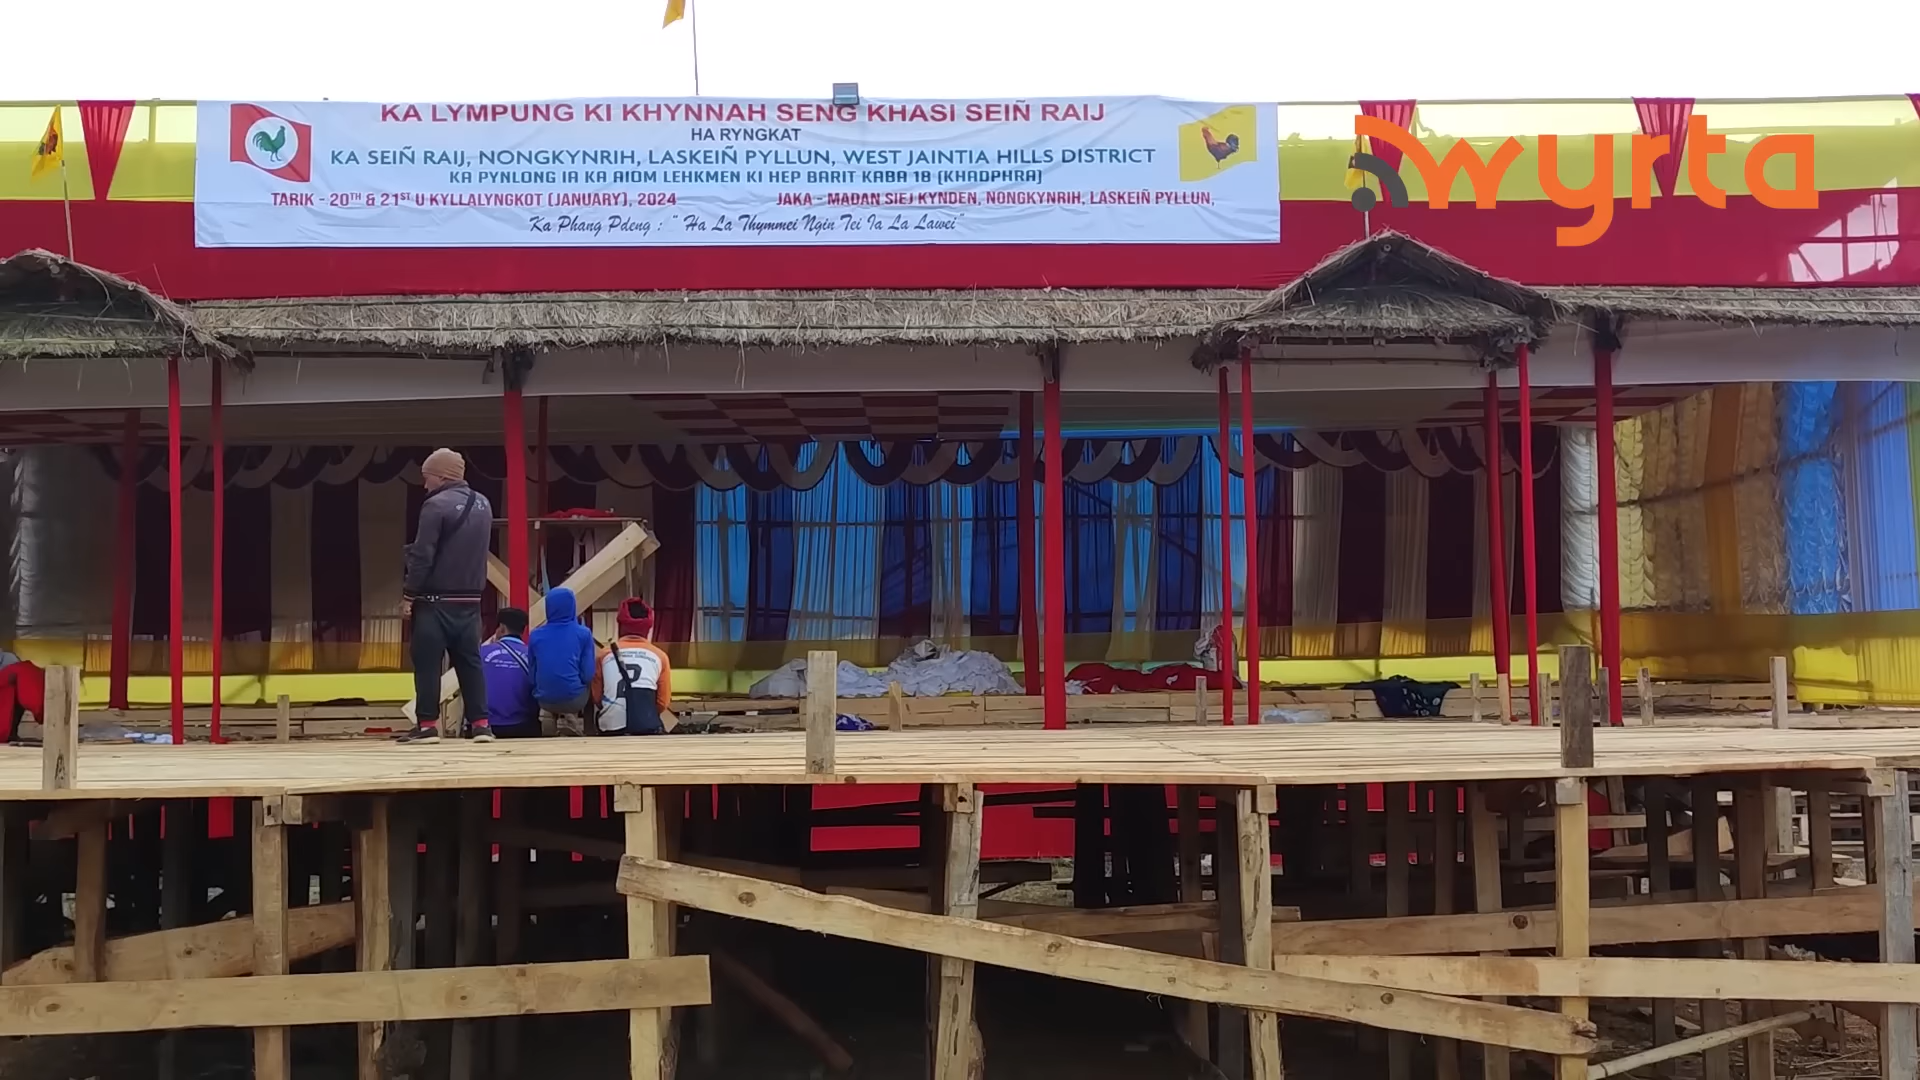 KA LYMPUNG KI KHYNNAH SENG KHASI SEIÑ RAIJ
HA RYNGKAT
KA SEIÑ RAIJ, NONGKYNRIH, LASKEIÑ PYLLUN, WEST JAINTIA HILLS DISTRICT
KA PYNLONG IA KA AIOM LEHKMEN KI HEP BARIT KABA 18 (KHADPHRA)
TARIK - 20TH & 21ST U KYLLALYNGKOT (JANUARY), 2024 JAKA - MADAN SIEJ KYNDEN, NONGKYNRIH, LASKEIÑ PYLLUN,
Ka Phang Pdeng : " Ha La Thymmei Ngin Tei Ia La Lawei"
wyrta